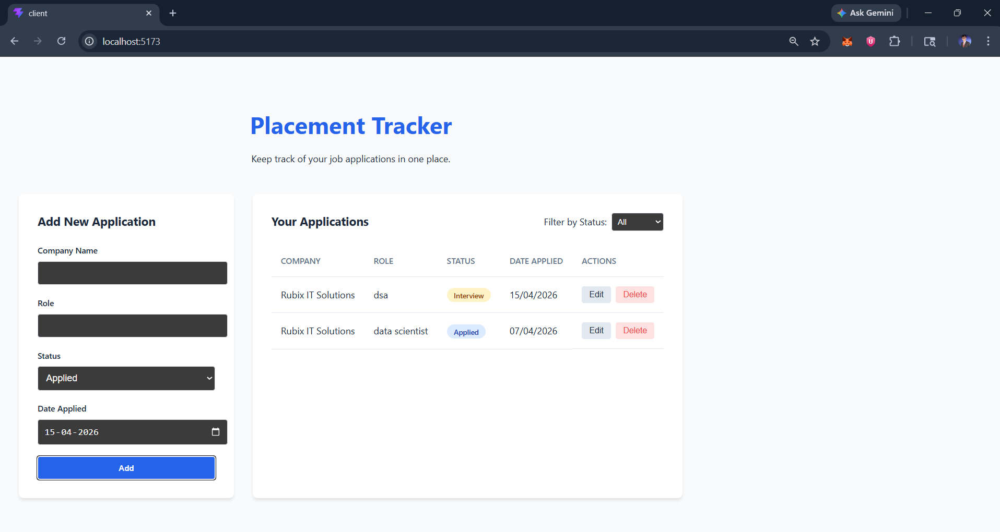 client
Ask Gemini
localhost:5173
Placement Tracker
Keep track of your job applications in one place.
Add New Application
Company Name
Role
Status
Applied
Date Applied
15-04-2026
Add
Your Applications
Filter by Status: All
COMPANY ROLE STATUS DATE APPLIED ACTIONS
Rubix IT Solutions dsa Interview 15/04/2026 Edit Delete
Rubix IT Solutions data scientist Applied 07/04/2026 Edit Delete